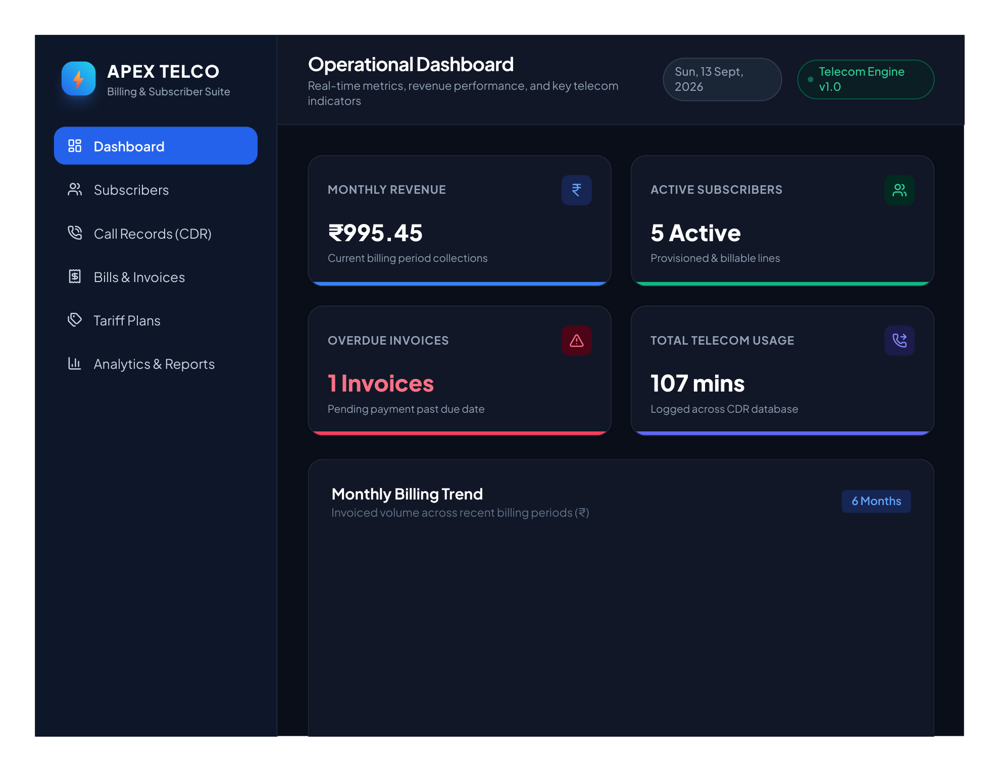 APEX TELCO
Billing & Subscriber Suite
Dashboard
Subscribers
Call Records (CDR)
Bills & Invoices
Tariff Plans
Analytics & Reports
Operational Dashboard
Real-time metrics, revenue performance, and key telecom
indicators
Sun, 13 Sept,
2026
Telecom Engine
v1.0
MONTHLY REVENUE
₹
₹995.45
Current billing period collections
ACTIVE SUBSCRIBERS
5 Active
Provisioned & billable lines
OVERDUE INVOICES
1 Invoices
Pending payment past due date
TOTAL TELECOM USAGE
107 mins
Logged across CDR database
Monthly Billing Trend
Invoiced volume across recent billing periods (₹)
6 Months